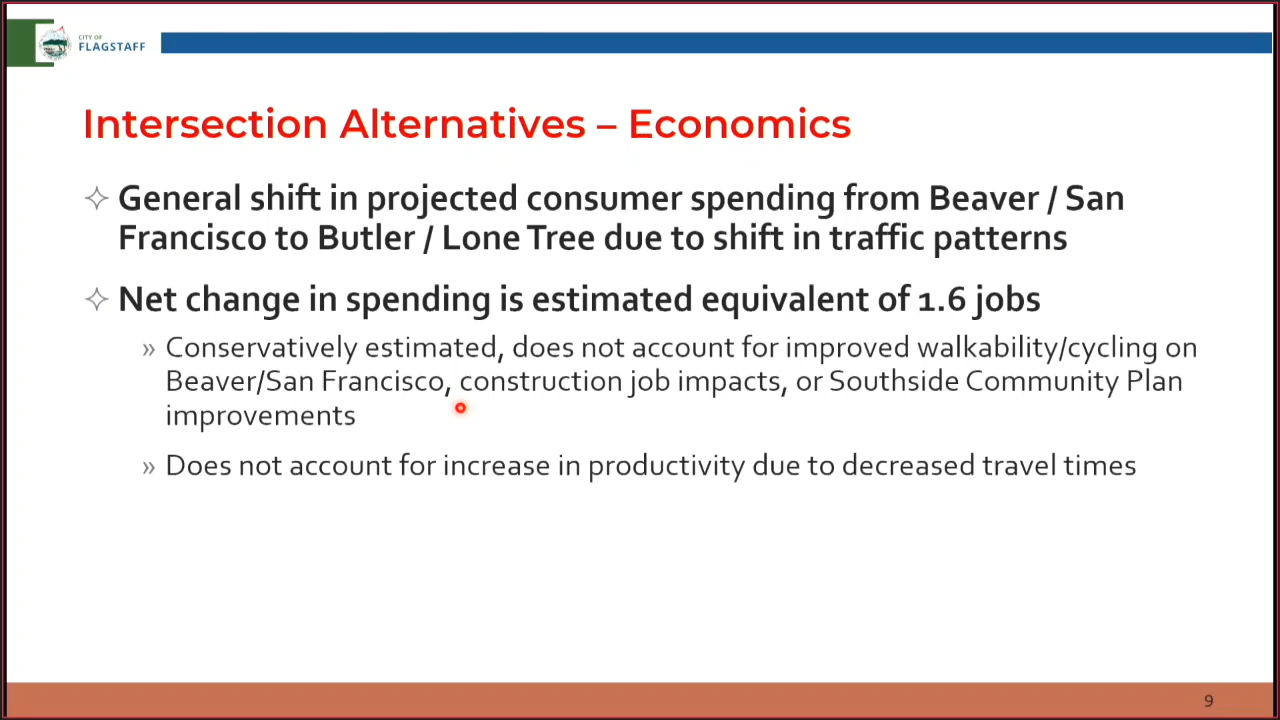 CITY OF
FLAGSTAFF
Intersection Alternatives – Economics
General shift in projected consumer spending from Beaver / San
Francisco to Butler / Lone Tree due to shift in traffic patterns
Net change in spending is estimated equivalent of 1.6 jobs
» Conservatively estimated, does not account for improved walkability/cycling on
Beaver/San Francisco, construction job impacts, or Southside Community Plan
improvements
» Does not account for increase in productivity due to decreased travel times
9